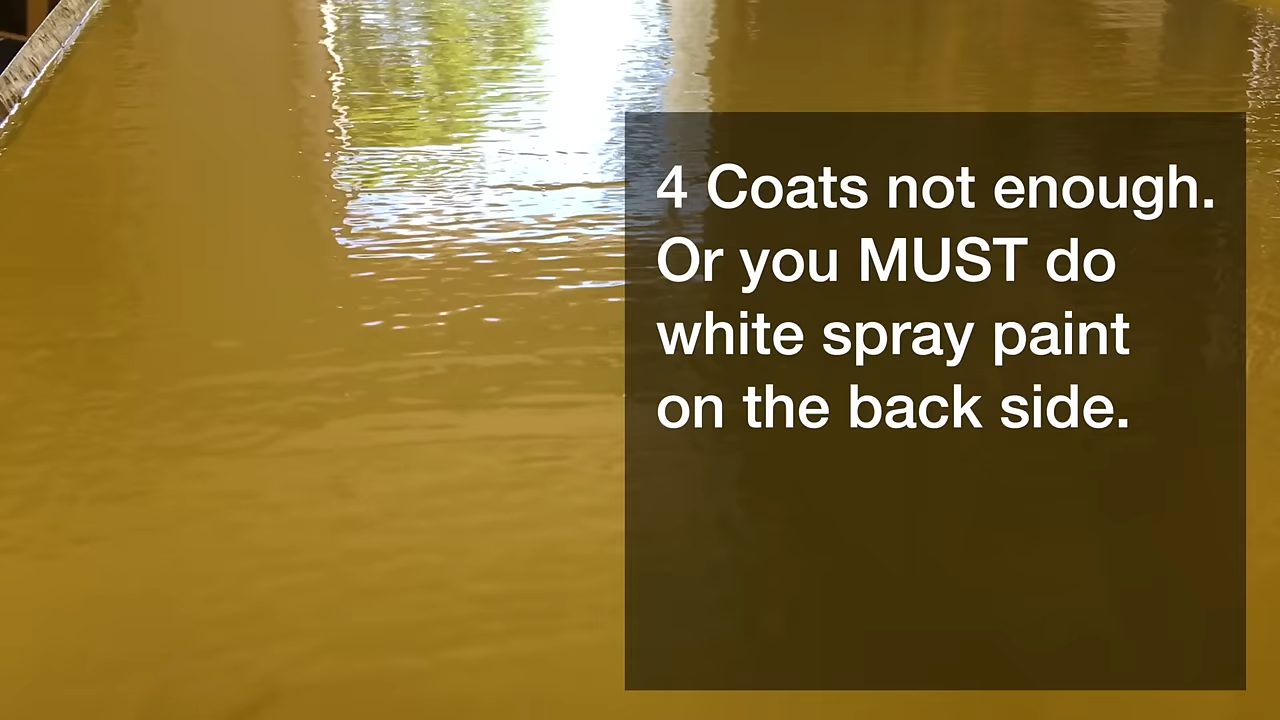 4 Coats not enough.
Or you MUST do
white spray paint
on the back side.